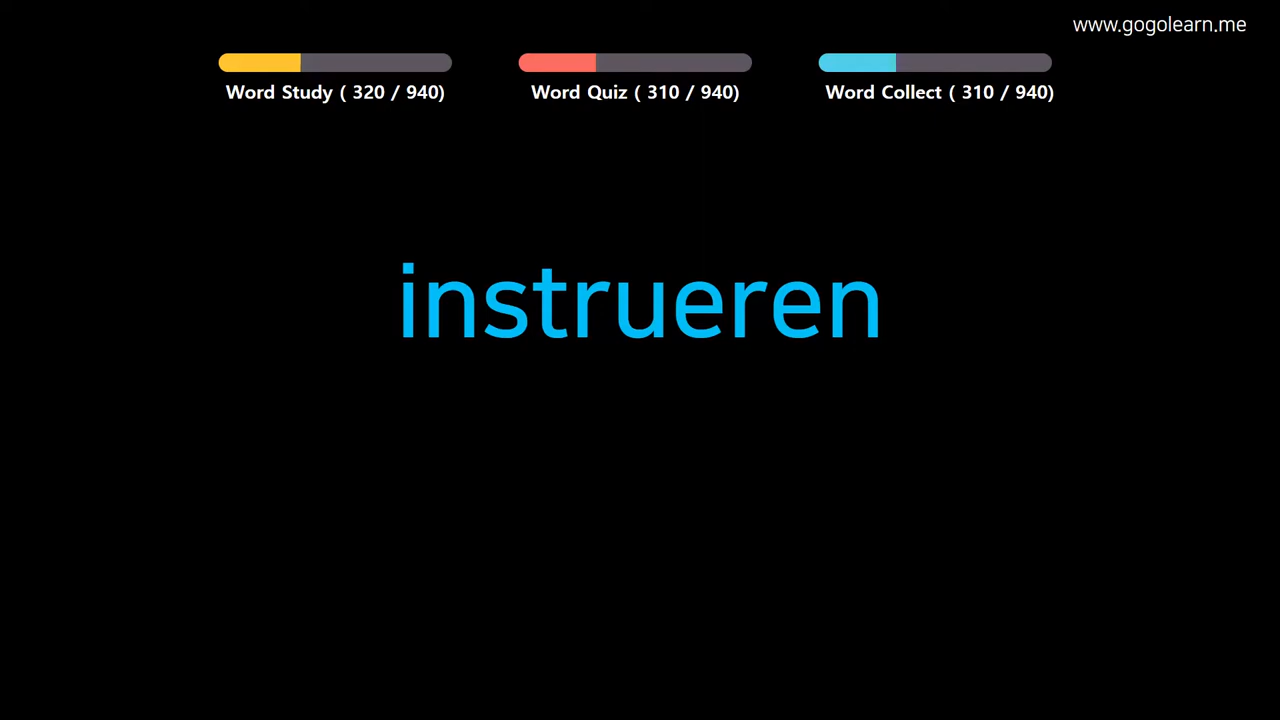 www.gogolearn.me
Word Study ( 320 / 940)
Word Quiz ( 310 / 940)
Word Collect ( 310 / 940)
instrueren